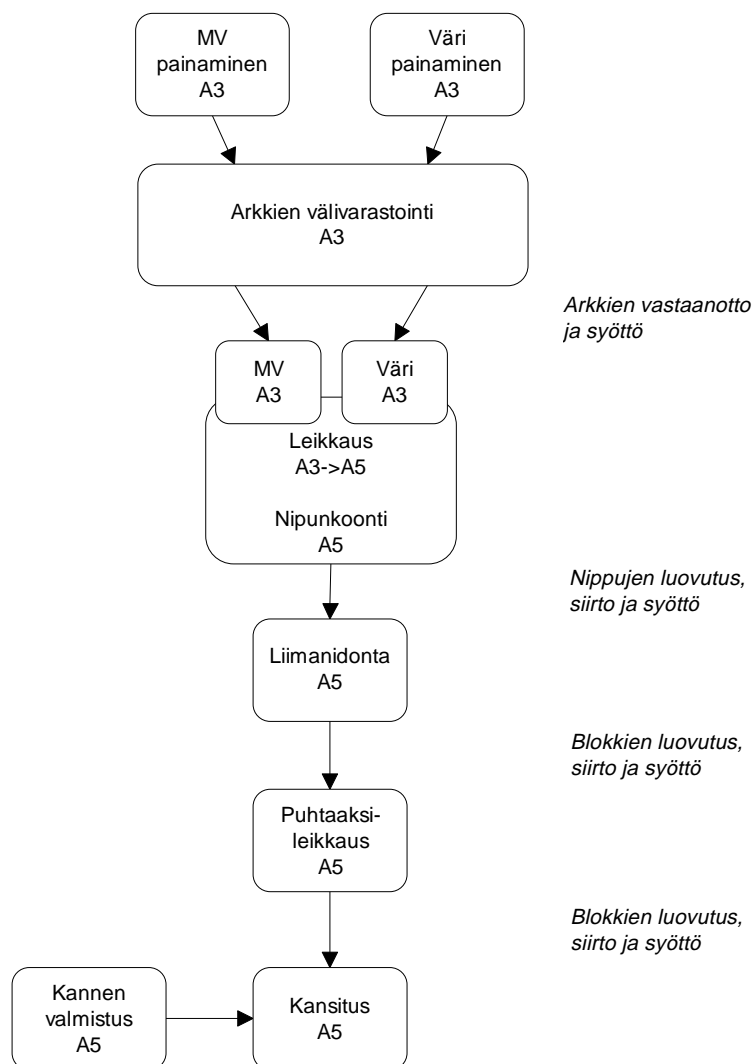 MV
painaminen
A3
Väri
painaminen
A3
Arkkien välivarastointi
A3
Arkkien vastaanotto
ja syöttö
MV
A3
Väri
A3
Leikkaus
A3->A5
Nipunkoonti
A5
Nippujen luovutus,
siirto ja syöttö
Liimanidonta
A5
Blokkien luovutus,
siirto ja syöttö
Puhtaaksi-
leikkaus
A5
Blokkien luovutus,
siirto ja syöttö
Kannen
valmistus
A5
Kansitus
A5